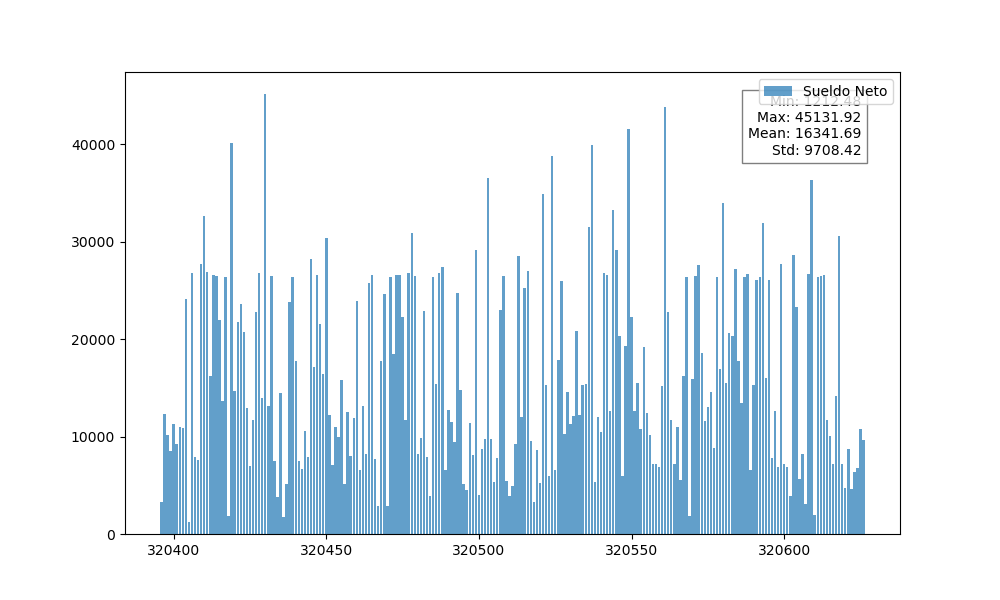 Sueldo Neto
Min: 1212.48
Max: 45131.92
Mean: 16341.69
Std: 9708.42
40000
30000
20000
10000
0
320400 320450 320500 320550 320600